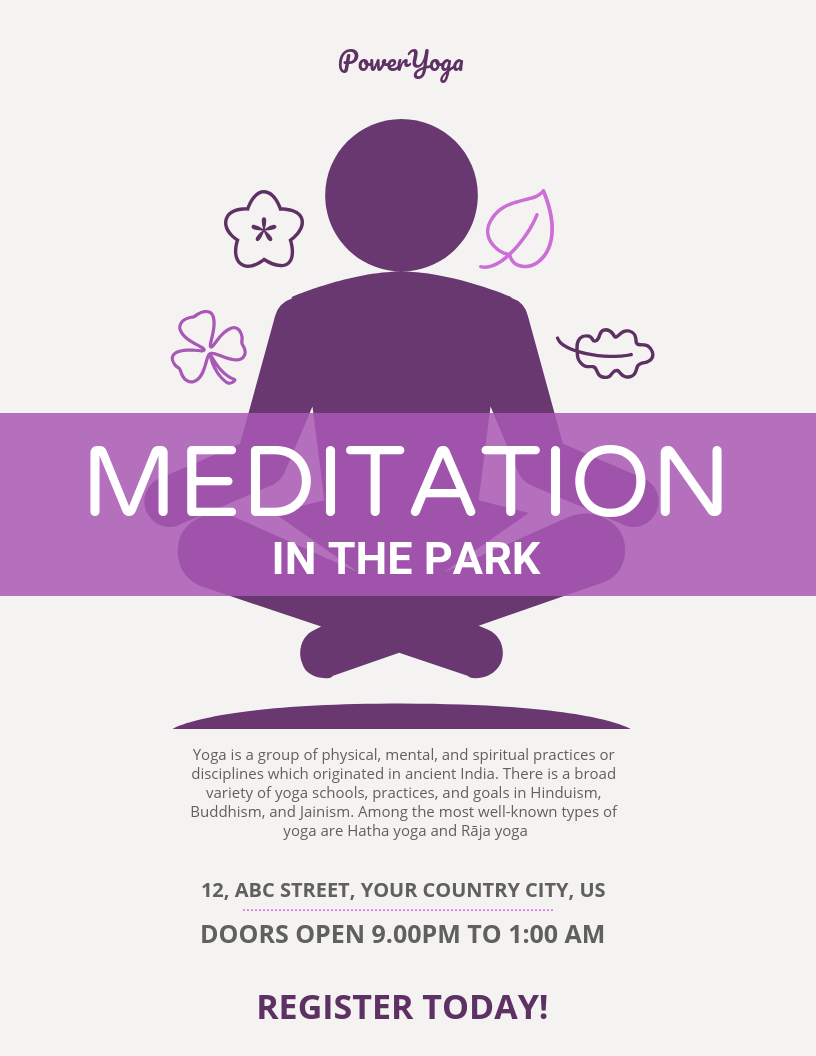 PowerYoga
MEDITATION
IN THE PARK
Yoga is a group of physical, mental, and spiritual practices or
disciplines which originated in ancient India. There is a broad
variety of yoga schools, practices, and goals in Hinduism,
Buddhism, and Jainism. Among the most well-known types of
yoga are Hatha yoga and Rāja yoga
12, ABC STREET, YOUR COUNTRY CITY, US
DOORS OPEN 9.00PM TO 1:00 AM
REGISTER TODAY!